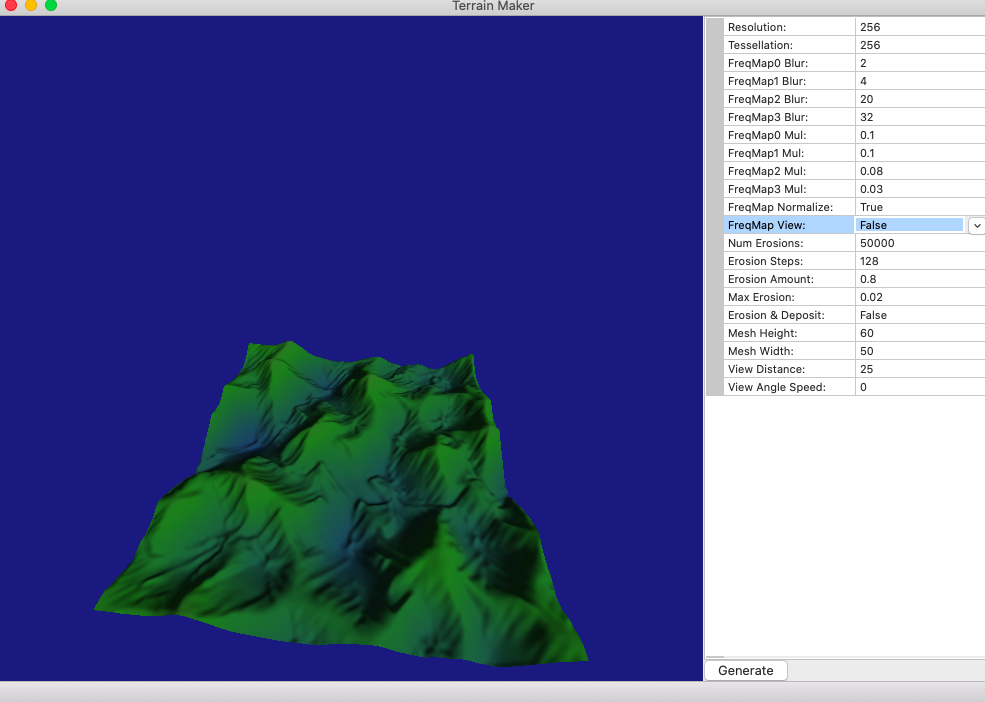 Terrain Maker
Resolution: 256
Tessellation: 256
FreqMap0 Blur: 2
FreqMap1 Blur: 4
FreqMap2 Blur: 20
FreqMap3 Blur: 32
FreqMap0 Mul: 0.1
FreqMap1 Mul: 0.1
FreqMap2 Mul: 0.08
FreqMap3 Mul: 0.03
FreqMap Normalize: True
FreqMap View: False
Num Erosions: 50000
Erosion Steps: 128
Erosion Amount: 0.8
Max Erosion: 0.02
Erosion & Deposit: False
Mesh Height: 60
Mesh Width: 50
View Distance: 25
View Angle Speed: 0
Generate